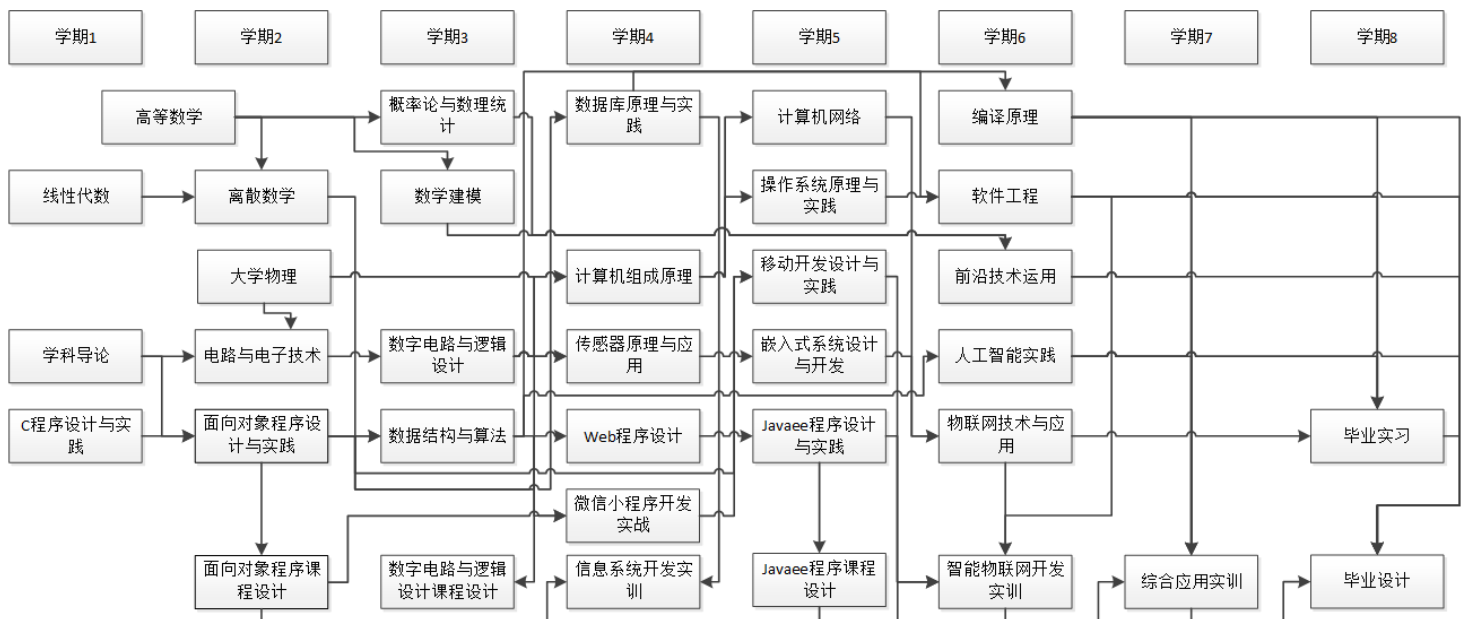 学期1
学期2
学期3
学期4
学期5
学期6
学期7
学期8
高等数学
概率论与数理统
计
数据库原理与实
践
计算机网络
编译原理
线性代数
离散数学
数学建模
操作系统原理与
实践
软件工程
大学物理
计算机组成原理
移动开发设计与
实践
前沿技术运用
学科导论
电路与电子技术
数字电路与逻辑
设计
传感器原理与应
用
嵌入式系统设计
与开发
人工智能实践
C程序设计与实
践
面向对象程序设
计与实践
数据结构与算法
Web程序设计
Javaee程序设计
与实践
物联网技术与应
用
毕业实习
微信小程序开发
实战
面向对象程序课
程设计
数字电路与逻辑
设计课程设计
信息系统开发实
训
Javaee程序课程
设计
智能物联网开发
实训
综合应用实训
毕业设计